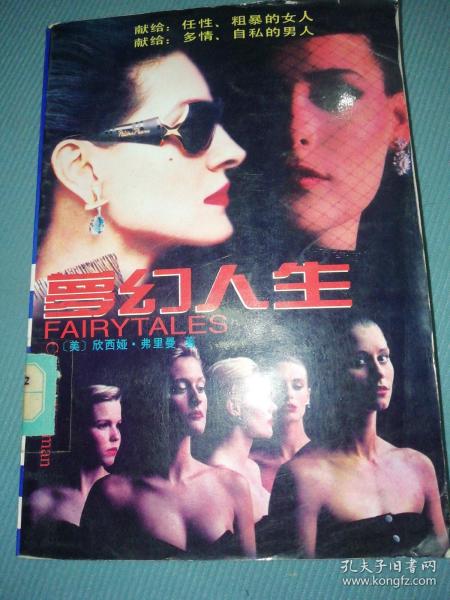 献给：任性、粗暴的女人
献给：多情、自私的男人
夢幻人生
FAIRYTALES
〔美〕欣西娅·弗里曼 著
C
man
2
孔夫子旧书网
www.kongfz.com